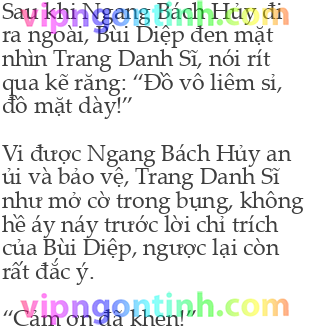 Sau khi Ngang Bách Hủy đi
ra ngoài, Bùi Diệp đen mặt
nhìn Trang Danh Sĩ, nói rít
qua kẽ răng: “Đồ vô liêm sỉ,
đồ mặt dày!”
Vì được Ngang Bách Hủy an
ủi và bảo vệ, Trang Danh Sĩ
như mở cờ trong bụng, không
hề áy náy trước lời chỉ trích
của Bùi Diệp, ngược lại còn
rất đắc ý.
vipngontinh.com
“Cảm ơn đã khen!”